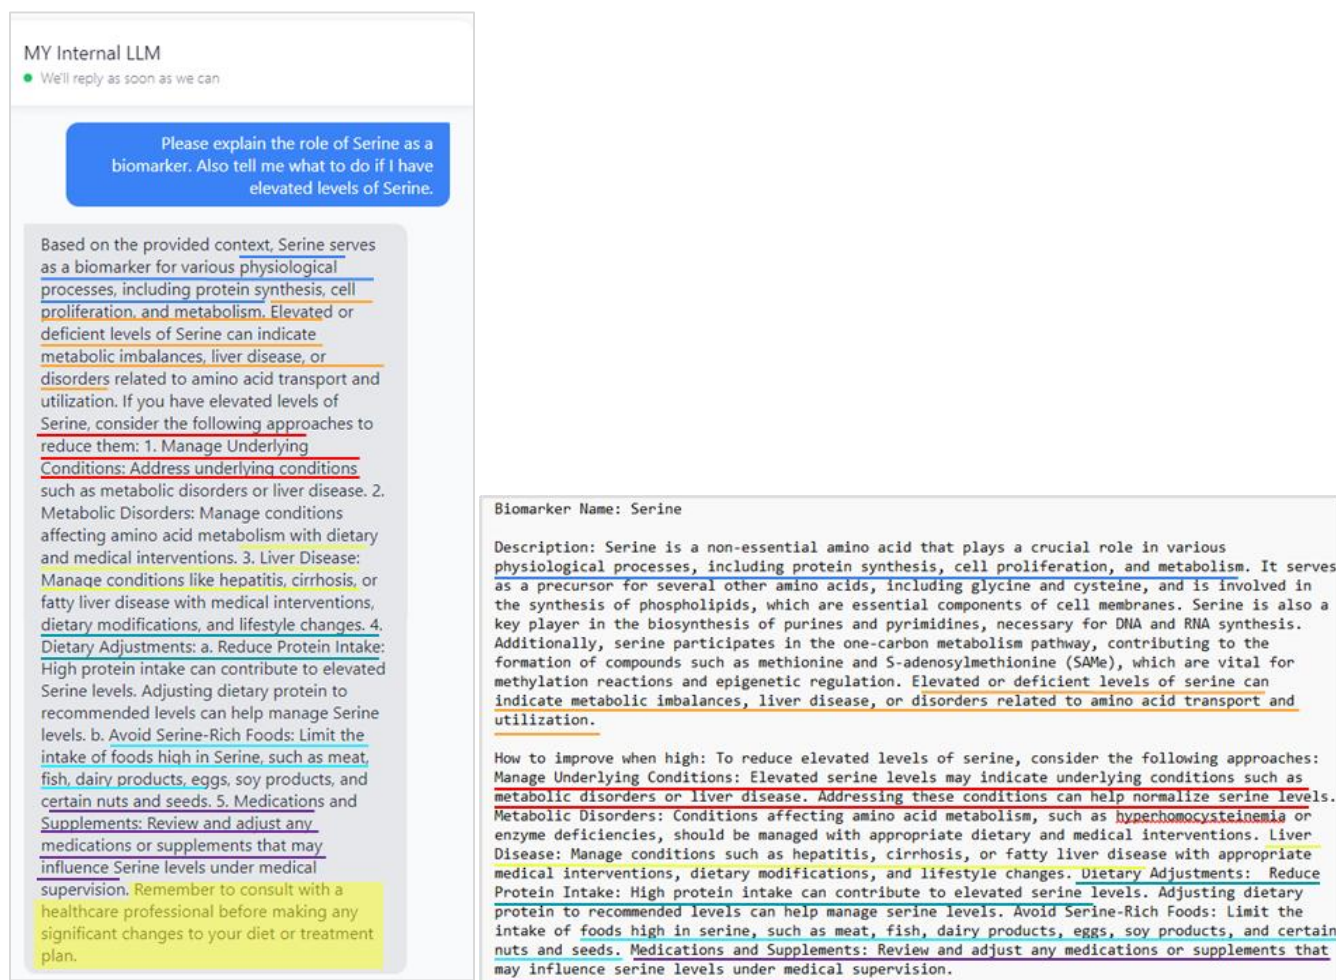 MY Internal LLM
We'll reply as soon as we can
Please explain the role of Serine as a
biomarker. Also tell me what to do if I have
elevated levels of Serine.
Based on the provided context, Serine serves
as a biomarker for various physiological
processes, including protein synthesis, cell
proliferation, and metabolism. Elevated or
deficient levels of Serine can indicate
metabolic imbalances, liver disease, or
disorders related to amino acid transport and
utilization. If you have elevated levels of
Serine, consider the following approaches to
reduce them: 1. Manage Underlying
Conditions: Address underlying conditions
such as metabolic disorders or liver disease. 2.
Metabolic Disorders: Manage conditions
affecting amino acid metabolism with dietary
and medical interventions. 3. Liver Disease:
Manage conditions like hepatitis, cirrhosis, or
fatty liver disease with medical interventions,
dietary modifications, and lifestyle changes. 4.
Dietary Adjustments: a. Reduce Protein Intake:
High protein intake can contribute to elevated
Serine levels. Adjusting dietary protein to
recommended levels can help manage Serine
levels. b. Avoid Serine-Rich Foods: Limit the
intake of foods high in Serine, such as meat,
fish, dairy products, eggs, soy products, and
certain nuts and seeds. 5. Medications and
Supplements: Review and adjust any
medications or supplements that may
influence Serine levels under medical
supervision. Remember to consult with a
healthcare professional before making any
significant changes to your diet or treatment
plan.
Biomarker Name: Serine
Description: Serine is a non-essential amino acid that plays a crucial role in various
physiological processes, including protein synthesis, cell proliferation, and metabolism. It serves
as a precursor for several other amino acids, including glycine and cysteine, and is involved in
the synthesis of phospholipids, which are essential components of cell membranes. Serine is also a
key player in the biosynthesis of purines and pyrimidines, necessary for DNA and RNA synthesis.
Additionally, serine participates in the one-carbon metabolism pathway, contributing to the
formation of compounds such as methionine and S-adenosylmethionine (SAMe), which are vital for
methylation reactions and epigenetic regulation. Elevated or deficient levels of serine can
indicate metabolic imbalances, liver disease, or disorders related to amino acid transport and
utilization.
How to improve when high: To reduce elevated levels of serine, consider the following approaches:
Manage Underlying Conditions: Elevated serine levels may indicate underlying conditions such as
metabolic disorders or liver disease. Addressing these conditions can help normalize serine levels.
Metabolic Disorders: Conditions affecting amino acid metabolism, such as hyperhomocysteinemia or
enzyme deficiencies, should be managed with appropriate dietary and medical interventions. Liver
Disease: Manage conditions such as hepatitis, cirrhosis, or fatty liver disease with appropriate
medical interventions, dietary modifications, and lifestyle changes. Dietary Adjustments: Reduce
Protein Intake: High protein intake can contribute to elevated serine levels. Adjusting dietary
protein to recommended levels can help manage serine levels. Avoid Serine-Rich Foods: Limit the
intake of foods high in serine, such as meat, fish, dairy products, eggs, soy products, and certain
nuts and seeds. Medications and Supplements: Review and adjust any medications or supplements that
may influence serine levels under medical supervision.